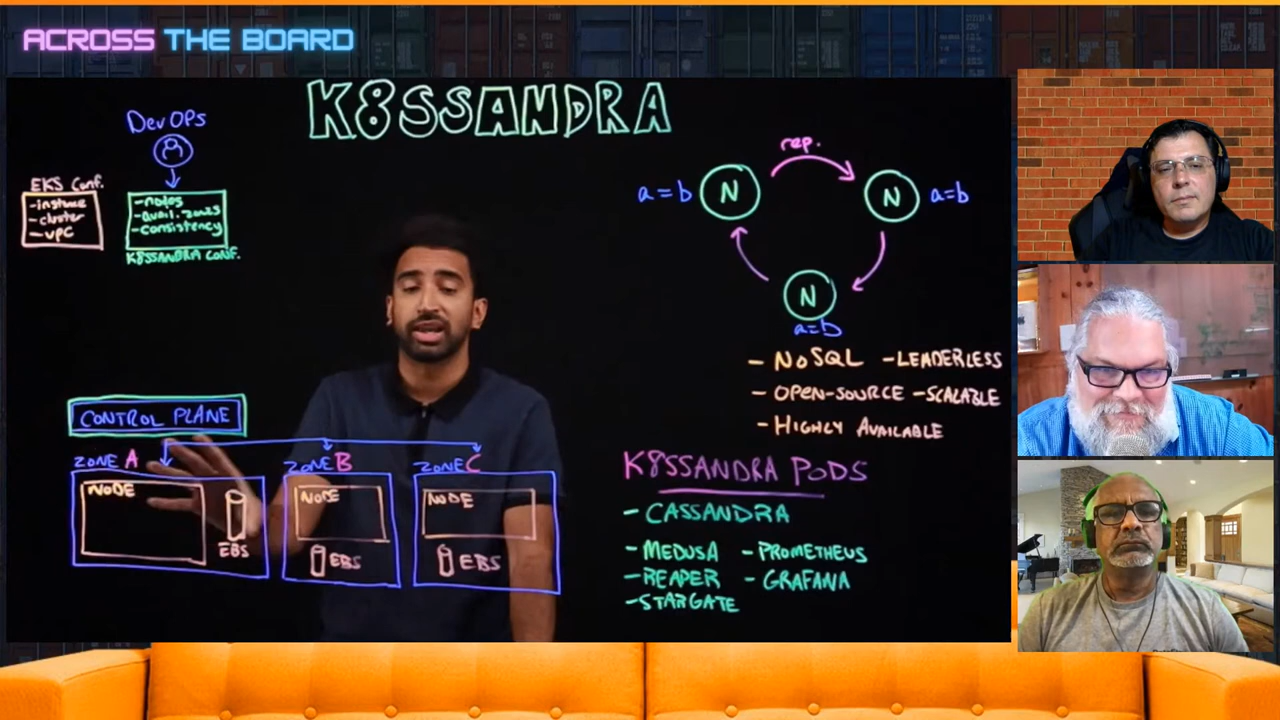 ACROSS THE BOARD
K8SSANDRA
DevOPs
EKS Conf.
-instance
-cluster
-VPC
-nodes
-avail. zones
-consistency
K8SSANDRA CONF.
rep.
a=b
N
N
a=b
N
a=b
- NoSQL -LEADERLESS
- OPEN-SOURCE -SCALABLE
- HIGHLY AVAILABLE
CONTROL PLANE
ZONE A
ZONE B
ZONE C
NODE
NODE
NODE
EBS
EBS
EBS
K8SSANDRA PODS
- CASSANDRA
- MEDUSA - PROMETHEUS
- REAPER - GRAFANA
- STARGATE